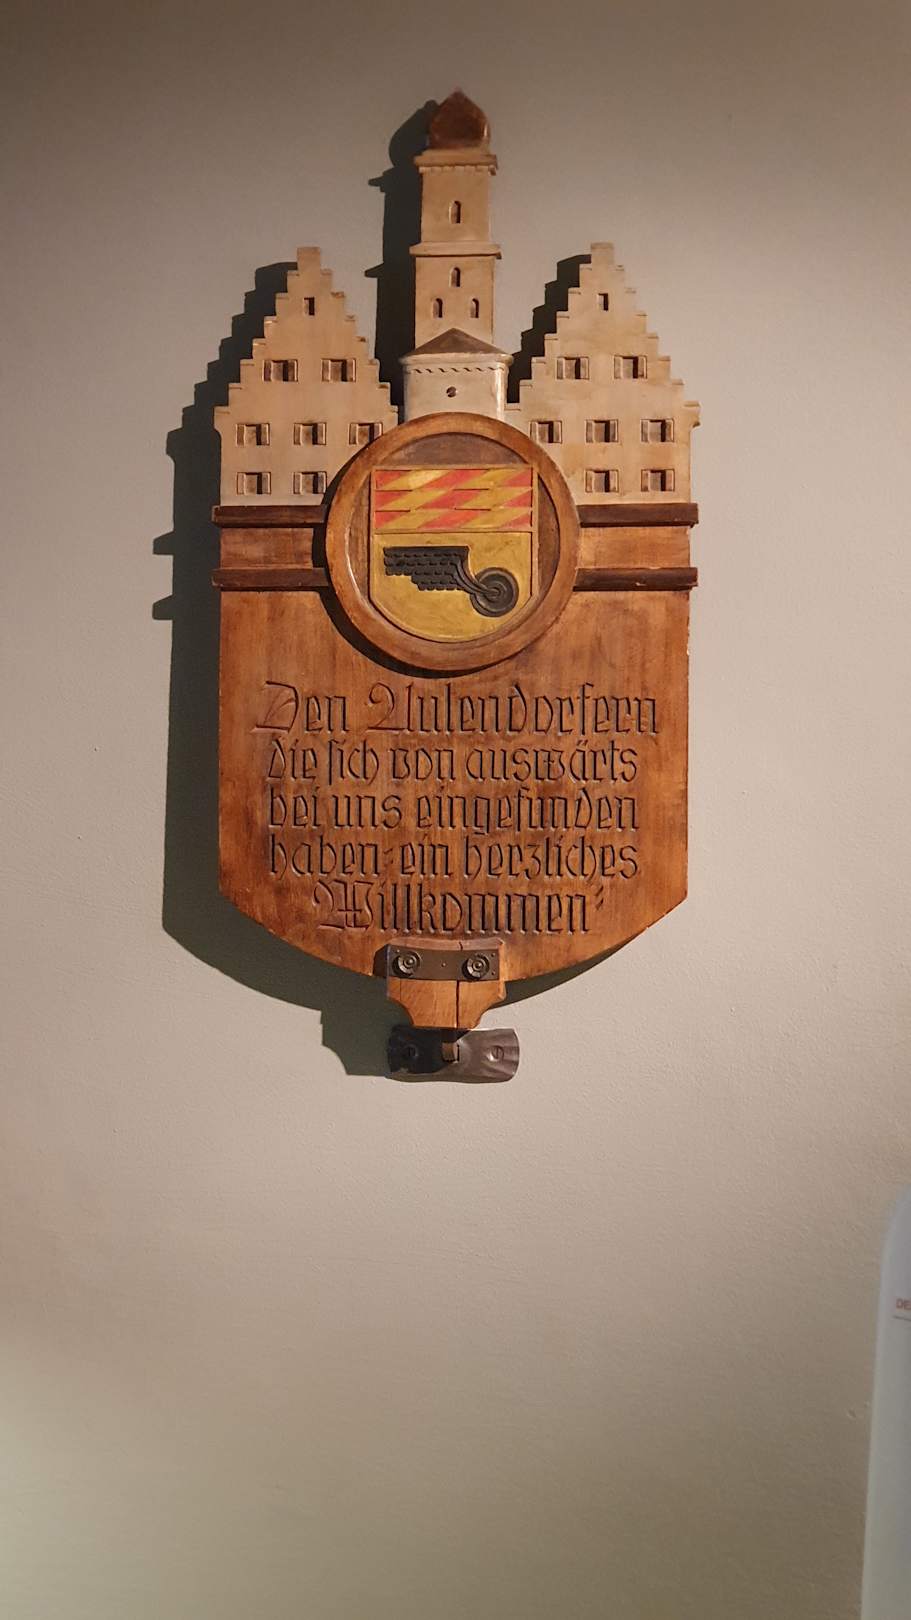 Den Aulendorfern
die sich von auswärts
bei uns eingefunden
haben - ein herzliches
Willkommen -